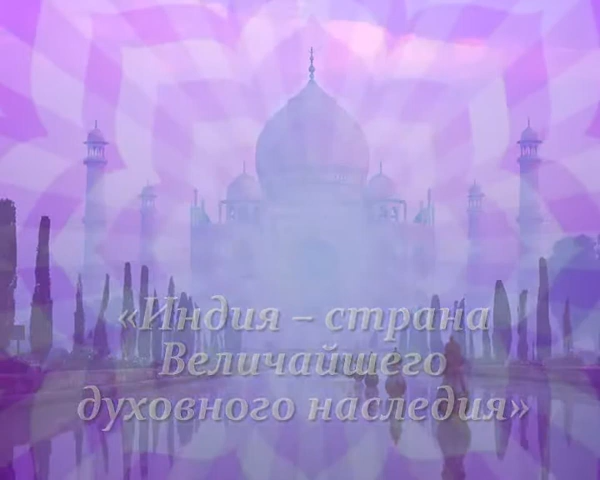 «Индия – страна
Величайшего
духовного наследия»